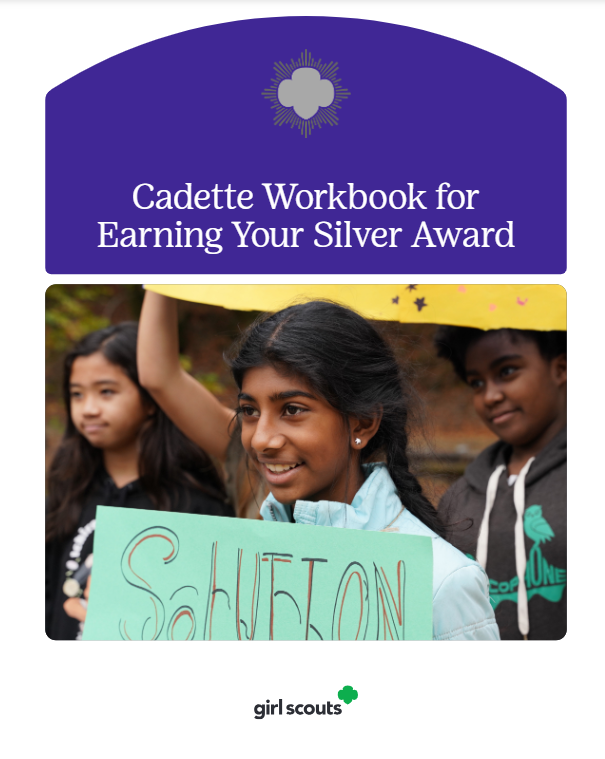 Cadette Workbook for
Earning Your Silver Award
SOLUTION
girl scouts